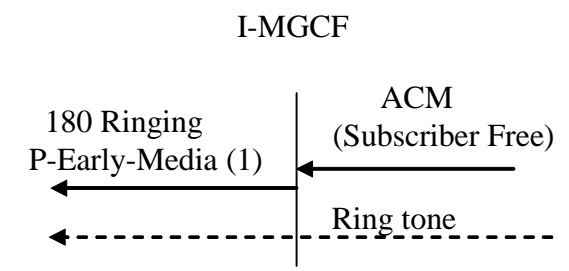 I-MGCF
ACM
(Subscriber Free)
180 Ringing
P-Early-Media (1)
Ring tone